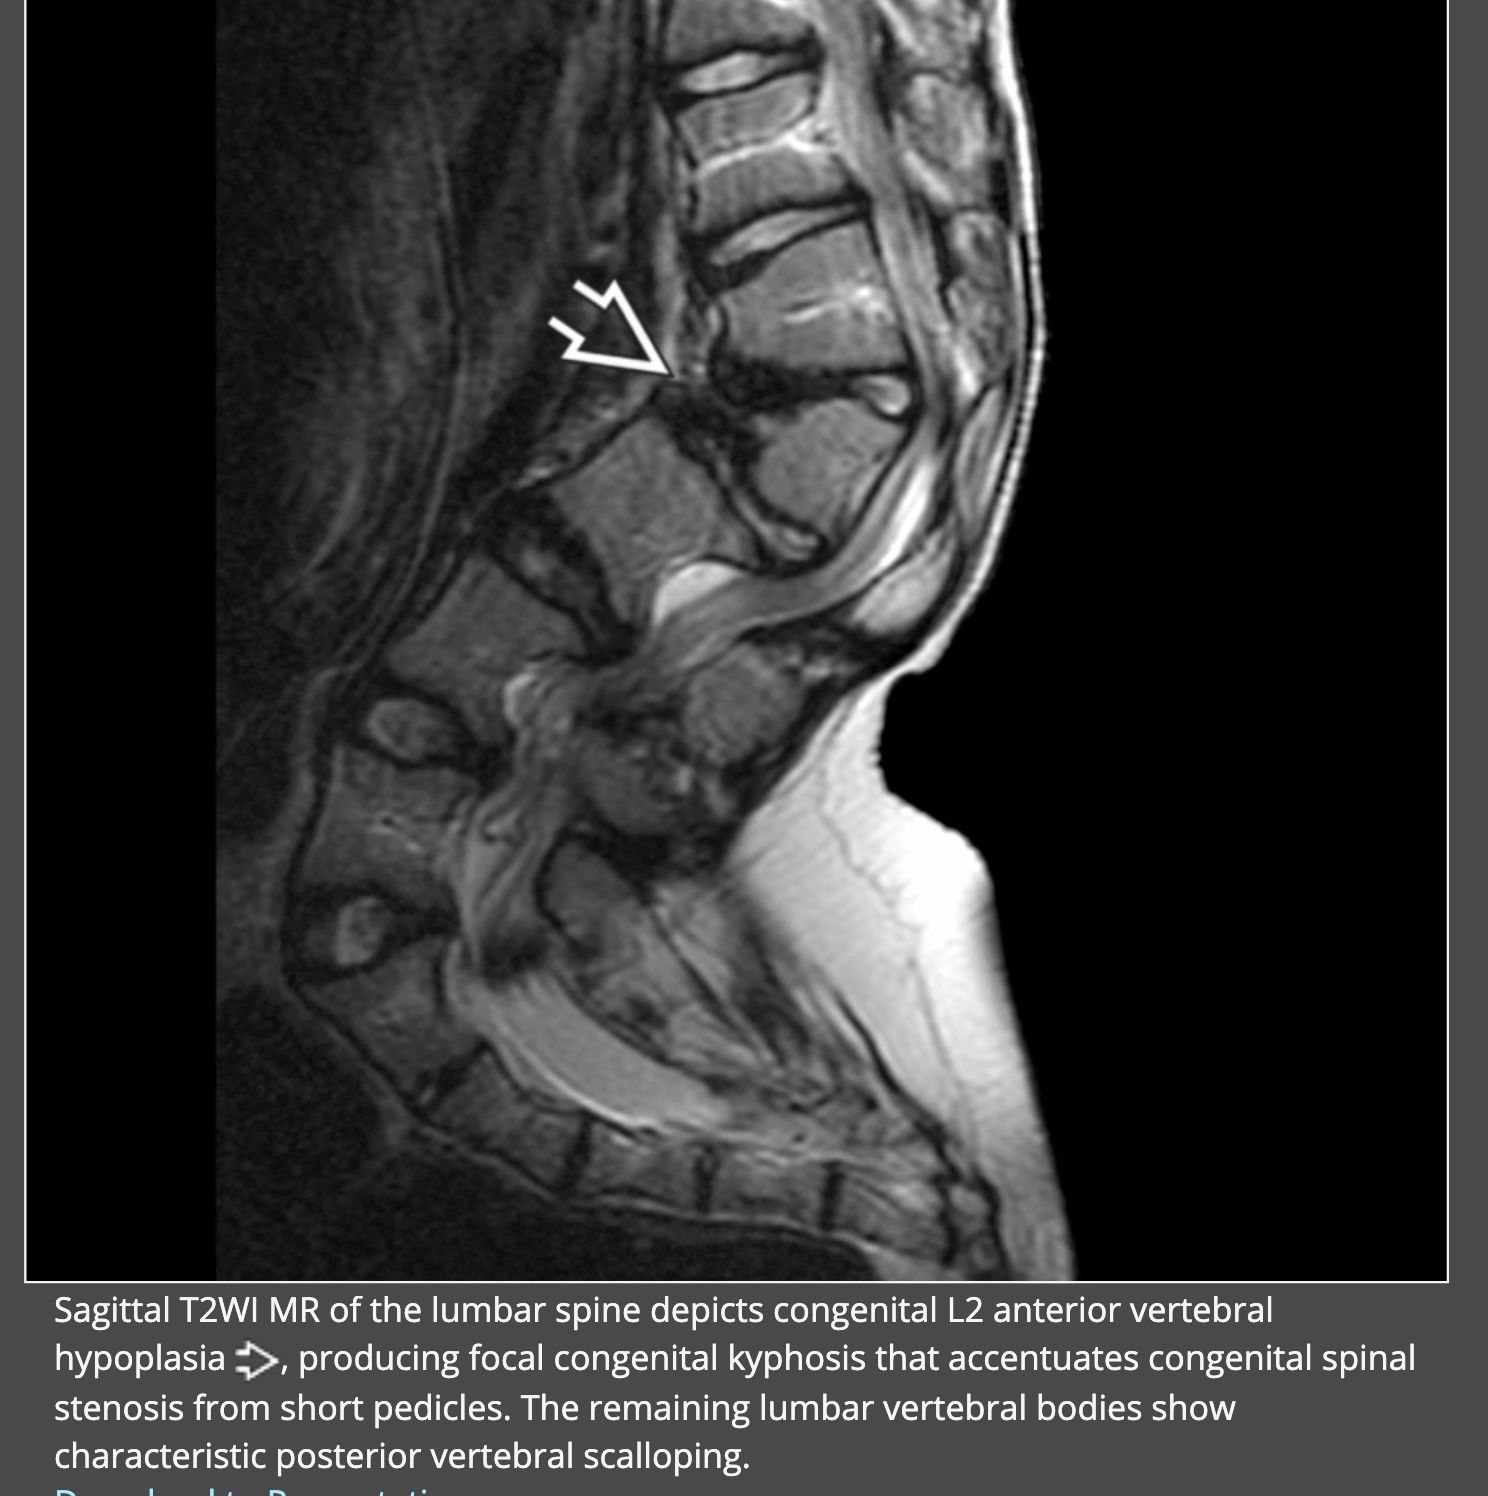 Sagittal T2WI MR of the lumbar spine depicts congenital L2 anterior vertebral
hypoplasia , producing focal congenital kyphosis that accentuates congenital spinal
stenosis from short pedicles. The remaining lumbar vertebral bodies show
characteristic posterior vertebral scalloping.